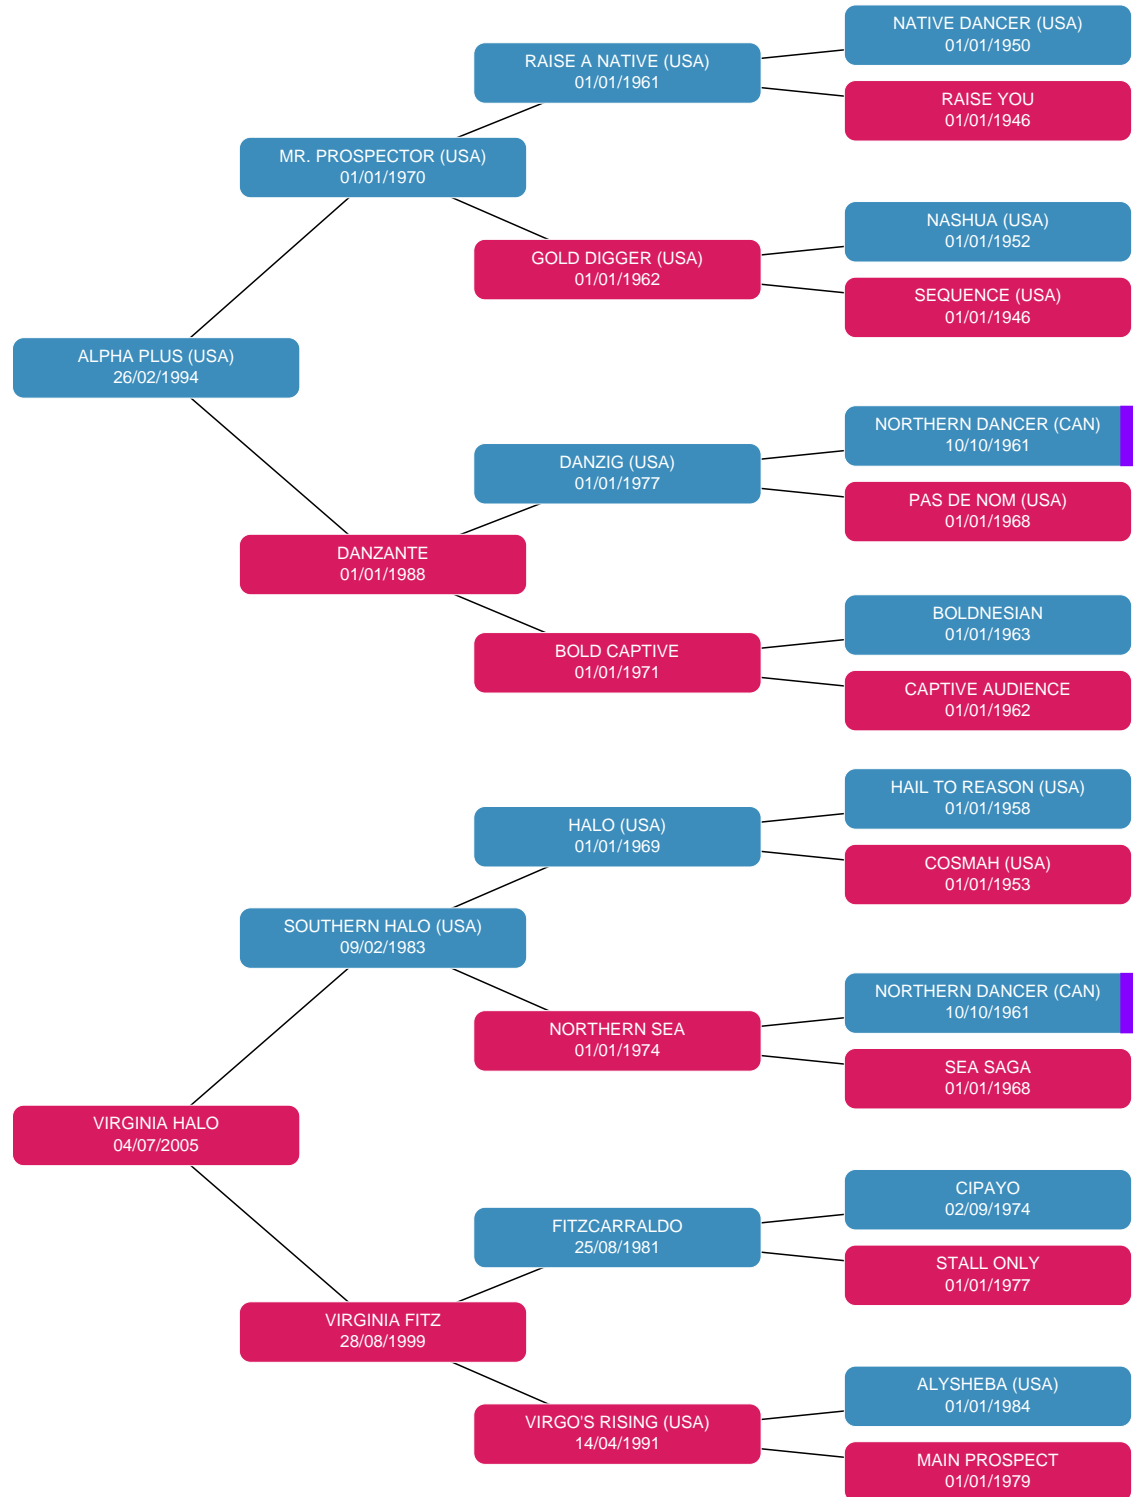 NATIVE DANCER (USA)
01/01/1950
RAISE A NATIVE (USA)
01/01/1961
RAISE YOU
01/01/1946
MR. PROSPECTOR (USA)
01/01/1970
NASHUA (USA)
01/01/1952
GOLD DIGGER (USA)
01/01/1962
SEQUENCE (USA)
01/01/1946
ALPHA PLUS (USA)
26/02/1994
NORTHERN DANCER (CAN)
10/10/1961
DANZIG (USA)
01/01/1977
PAS DE NOM (USA)
01/01/1968
DANZANTE
01/01/1988
BOLDNESIAN
01/01/1963
BOLD CAPTIVE
01/01/1971
CAPTIVE AUDIENCE
01/01/1962
HAIL TO REASON (USA)
01/01/1958
HALO (USA)
01/01/1969
COSMAH (USA)
01/01/1953
SOUTHERN HALO (USA)
09/02/1983
NORTHERN DANCER (CAN)
10/10/1961
NORTHERN SEA
01/01/1974
SEA SAGA
01/01/1968
VIRGINIA HALO
04/07/2005
CIPAYO
02/09/1974
FITZCARRALDO
25/08/1981
STALL ONLY
01/01/1977
VIRGINIA FITZ
28/08/1999
ALYSHEBA (USA)
01/01/1984
VIRGO'S RISING (USA)
14/04/1991
MAIN PROSPECT
01/01/1979